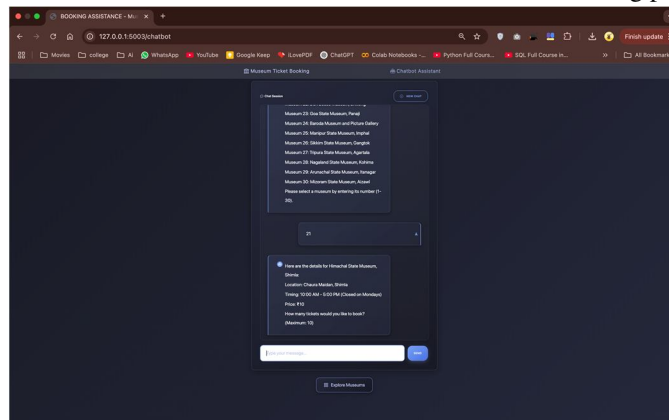 BOOKING ASSISTANCE - Mu
127.0.0.1:5003/chatbot
Finish update
Movies
college
Ai
WhatsApp
YouTube
Google Keep
iLovePDF
ChatGPT
Colab Notebooks -...
Python Full Cours...
SQL Full Course in...
»
All Bookmark
Museum Ticket Booking
Chatbot Assistant
Chat Session
NEW CHAT
Museum 23: Goa State Museum, Panaji
Museum 24: Baroda Museum and Picture Gallery
Museum 25: Manipur State Museum, Imphal
Museum 26: Sikkim State Museum, Gangtok
Museum 27: Tripura State Museum, Agartala
Museum 28: Nagaland State Museum, Kohima
Museum 29: Arunachal State Museum, Itanagar
Museum 30: Mizoram State Museum, Aizawl
Please select a museum by entering its number (1-
30).
21
Here are the details for Himachal State Museum,
Shimla:
Location: Chaura Maidan, Shimla
Timing: 10:00 AM - 5:00 PM (Closed on Mondays)
Price: ₹10
How many tickets would you like to book?
(Maximum: 10)
Type your message...
SEND
Explore Museums